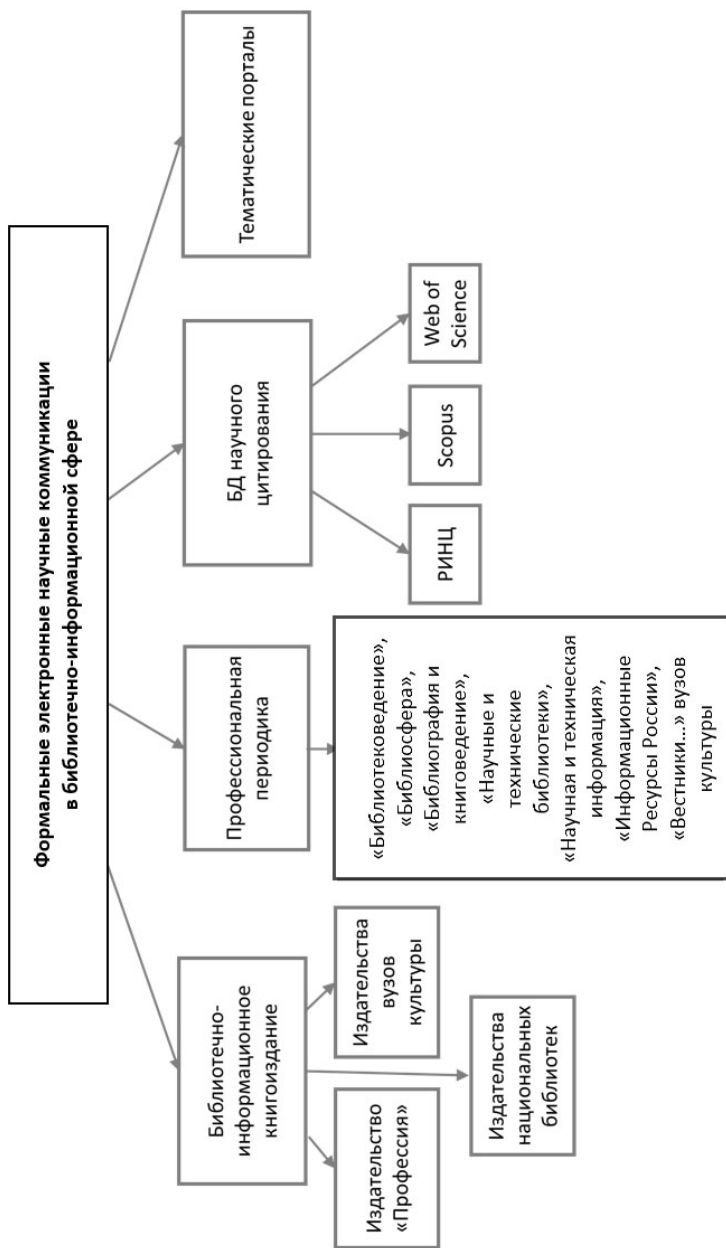 Формальные электронные научные коммуникации
в библиотечно-информационной сфере
Библиотечно-
информационное
книгоиздание
Профессиональная
периодика
БД научного
цитирования
Тематические порталы
Издательство
«Профессия»
Издательства
вузов
культуры
Издательства
национальных
библиотек
«Библиотековедение»,
«Библиосфера»,
«Библиография и
книговедение»,
«Научные и
технические
библиотеки»,
«Научная и техническая
информация»,
«Информационные
Ресурсы России»,
«Вестники…» вузов
культуры
РИНЦ
Scopus
Web of
Science